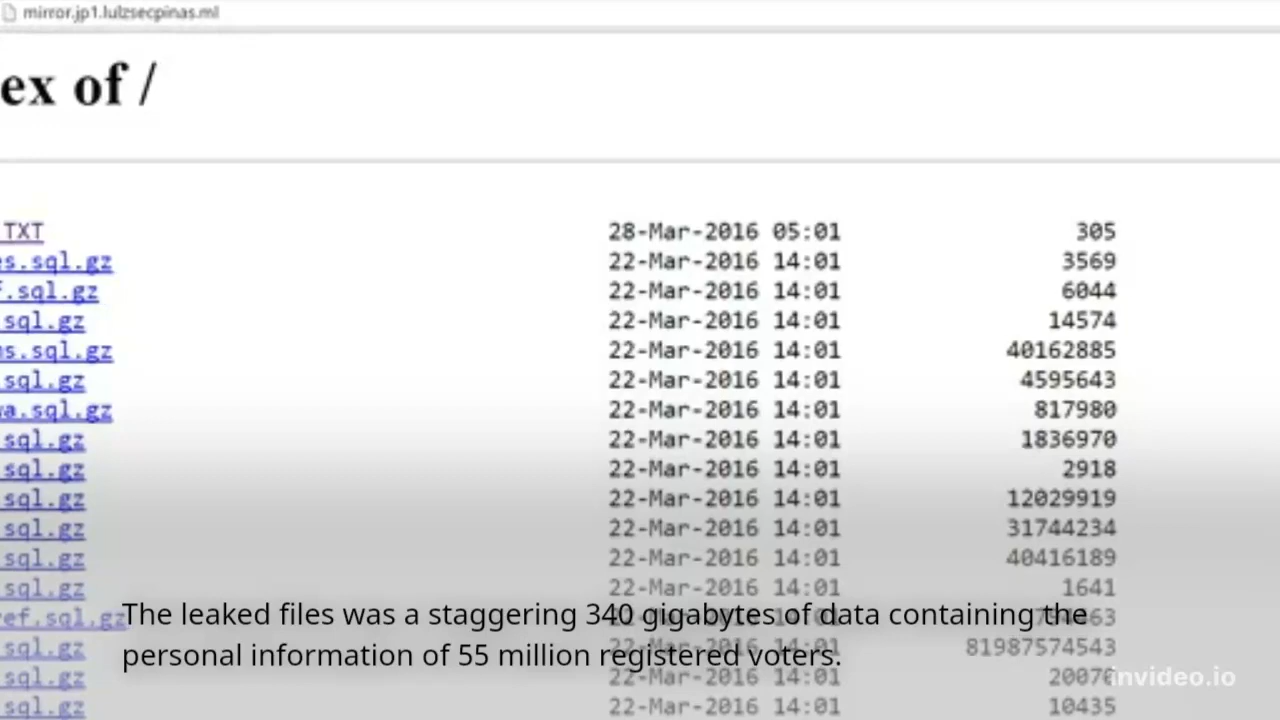 mirror.jp1.lulzsecpinas.ml
ex of /
TXT 28-Mar-2016 05:01 305
es.sql.gz 22-Mar-2016 14:01 3569
f.sql.gz 22-Mar-2016 14:01 6044
sql.gz 22-Mar-2016 14:01 14574
ns.sql.gz 22-Mar-2016 14:01 40162885
sql.gz 22-Mar-2016 14:01 4595643
va.sql.gz 22-Mar-2016 14:01 817980
sql.gz 22-Mar-2016 14:01 1836970
sql.gz 22-Mar-2016 14:01 2918
sql.gz 22-Mar-2016 14:01 12029919
sql.gz 22-Mar-2016 14:01 31744234
sql.gz 22-Mar-2016 14:01 40416189
sql.gz 22-Mar-2016 14:01 1641
ref.sql.gz
The leaked files was a staggering 340 gigabytes of data containing the
sql.gz 22-Mar-2016 14:01 81987574543
personal information of 55 million registered voters.
sql.gz 22-Mar-2016 14:01
invideo.io
sql.gz 22-Mar-2016 14:01 10435